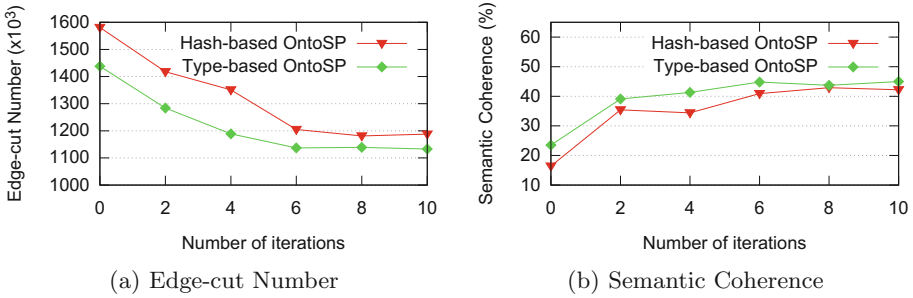 Edge-cut Number (x10³)
1600
1500
1400
1300
1200
1100
1000
Hash-based OntoSP
Type-based OntoSP
0 2 4 6 8 10
Number of iterations
(a) Edge-cut Number
Semantic Coherence (%)
60
50
40
30
20
10
Hash-based OntoSP
Type-based OntoSP
0 2 4 6 8 10
Number of iterations
(b) Semantic Coherence